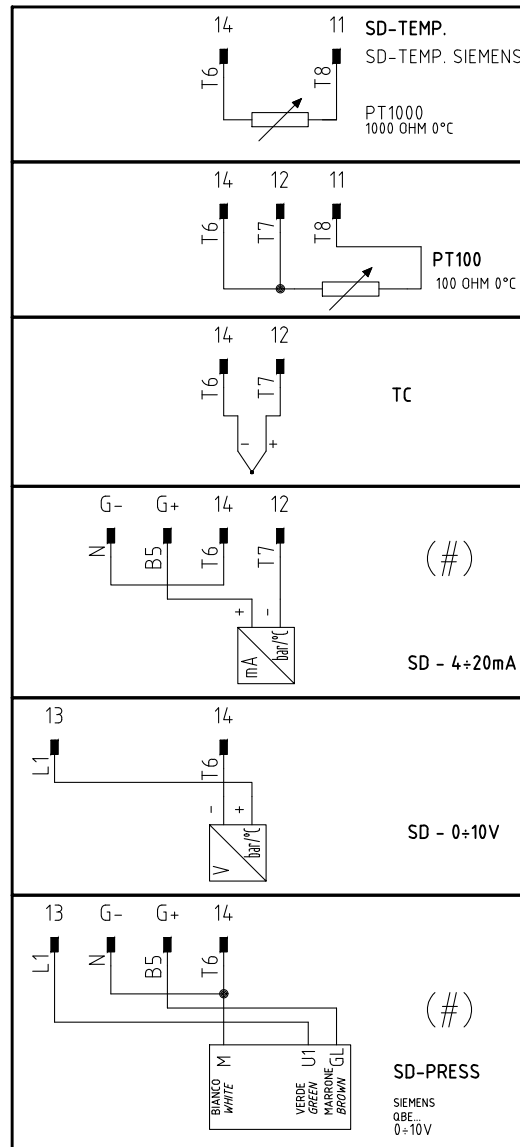 14 11 SD-TEMP.
SD-TEMP. SIEMENS
T6 T8
PT1000
1000 OHM 0°C
14 12 11
T6 T7 T8
PT100
100 OHM 0°C
14 12
T6 T7
TC
- +
G- G+ 14 12
N B5 T6 T7
(#)
+ -
mA bar/°C
SD - 4÷20mA
13 14
L1 T6
- +
SD - 0÷10V
V bar/°C
13 G- G+ 14
L1 N B5 T6
(#)
M U1 GL
BIANCO VERDE MARRONE
WHITE GREEN BROWN
SD-PRESS
SIEMENS
QBE...
0÷10V